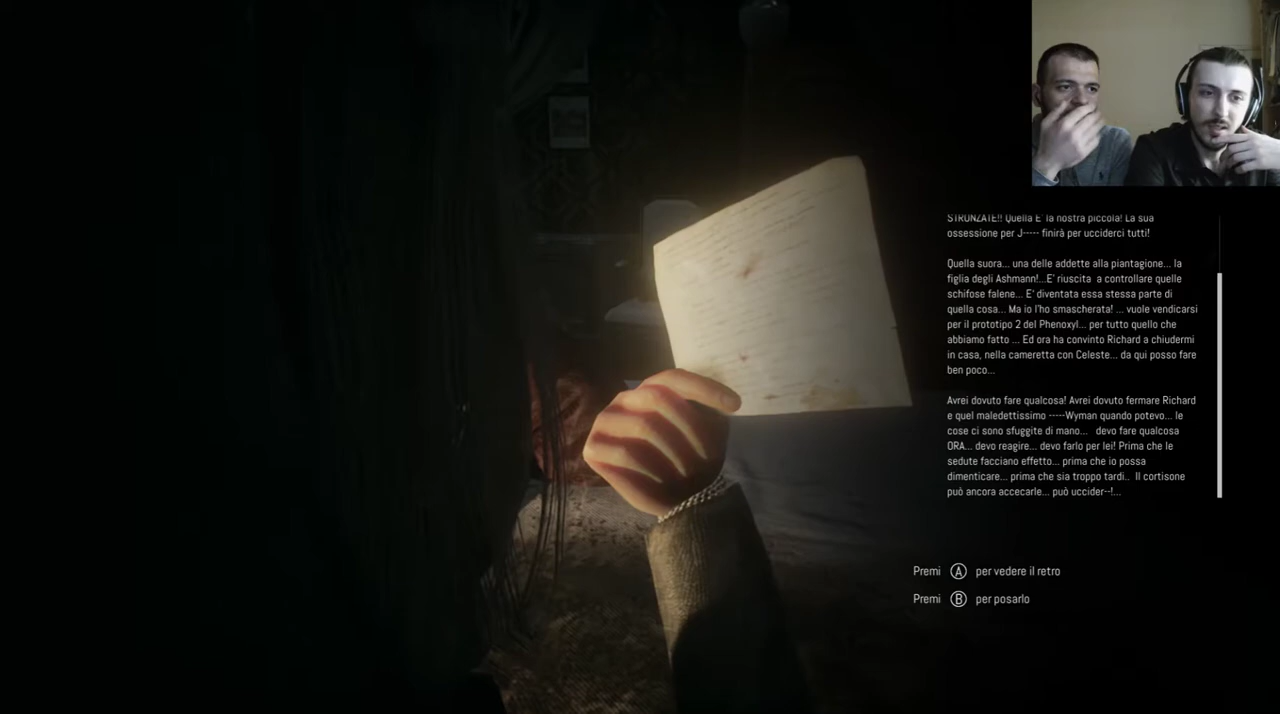 STRONZATE!! Quella E' la nostra piccola! La sua
ossessione per J----- finirà per ucciderci tutti!
Quella suora... una delle addette alla piantagione... la
figlia degli Ashmann!...E' riuscita a controllare quelle
schifose falene... E' diventata essa stessa parte di
quella cosa... Ma io l'ho smascherata! ... vuole vendicarsi
per il prototipo 2 del Phenoxyl... per tutto quello che
abbiamo fatto ... Ed ora ha convinto Richard a chiudermi
in casa, nella cameretta con Celeste... da qui posso fare
ben poco...
Avrei dovuto fare qualcosa! Avrei dovuto fermare Richard
e quel maledettissimo -----Wyman quando potevo... le
cose ci sono sfuggite di mano... devo fare qualcosa
ORA... devo reagire... devo farlo per lei! Prima che le
sedute facciano effetto... prima che io possa
dimenticare... prima che sia troppo tardi.. Il cortisone
può ancora accecarle... può uccider--!...
Premi A per vedere il retro
Premi B per posarlo